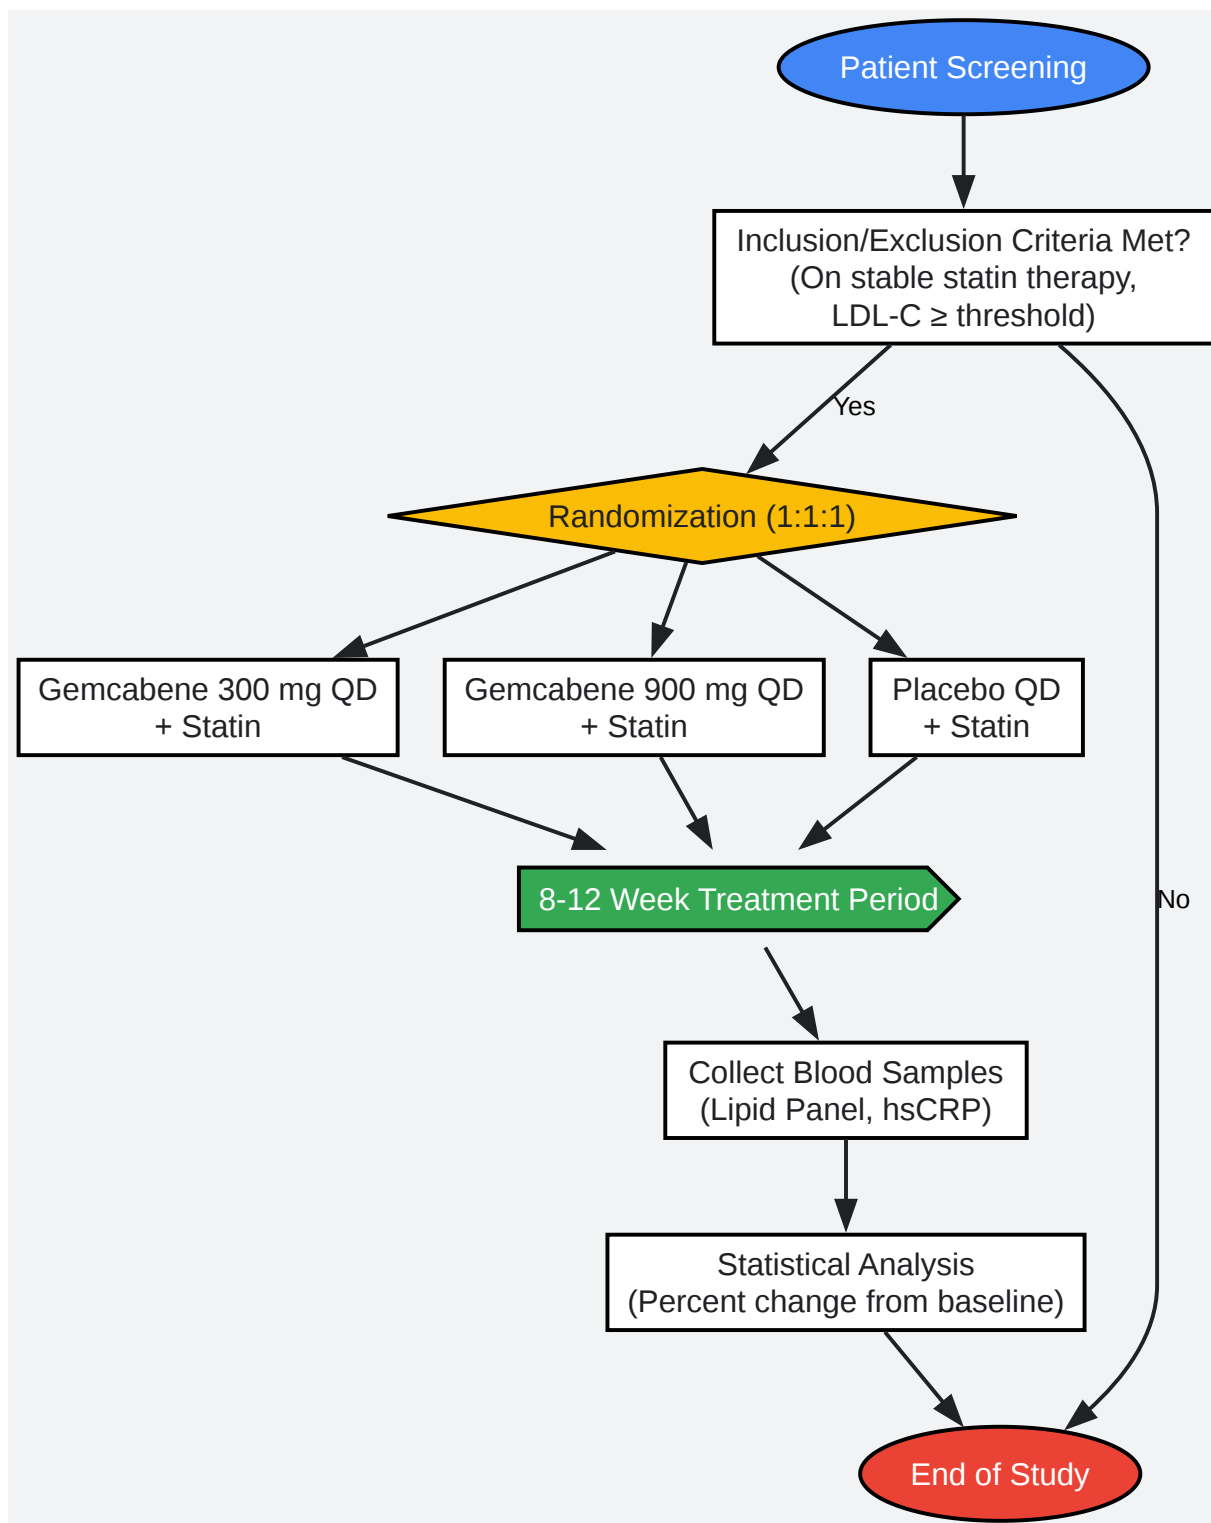 Patient Screening
Inclusion/Exclusion Criteria Met?
(On stable statin therapy,
LDL-C ≥ threshold)
Yes
Randomization (1:1:1)
Gemcabene 300 mg QD
+ Statin
Gemcabene 900 mg QD
+ Statin
Placebo QD
+ Statin
8-12 Week Treatment Period
No
Collect Blood Samples
(Lipid Panel, hsCRP)
Statistical Analysis
(Percent change from baseline)
End of Study